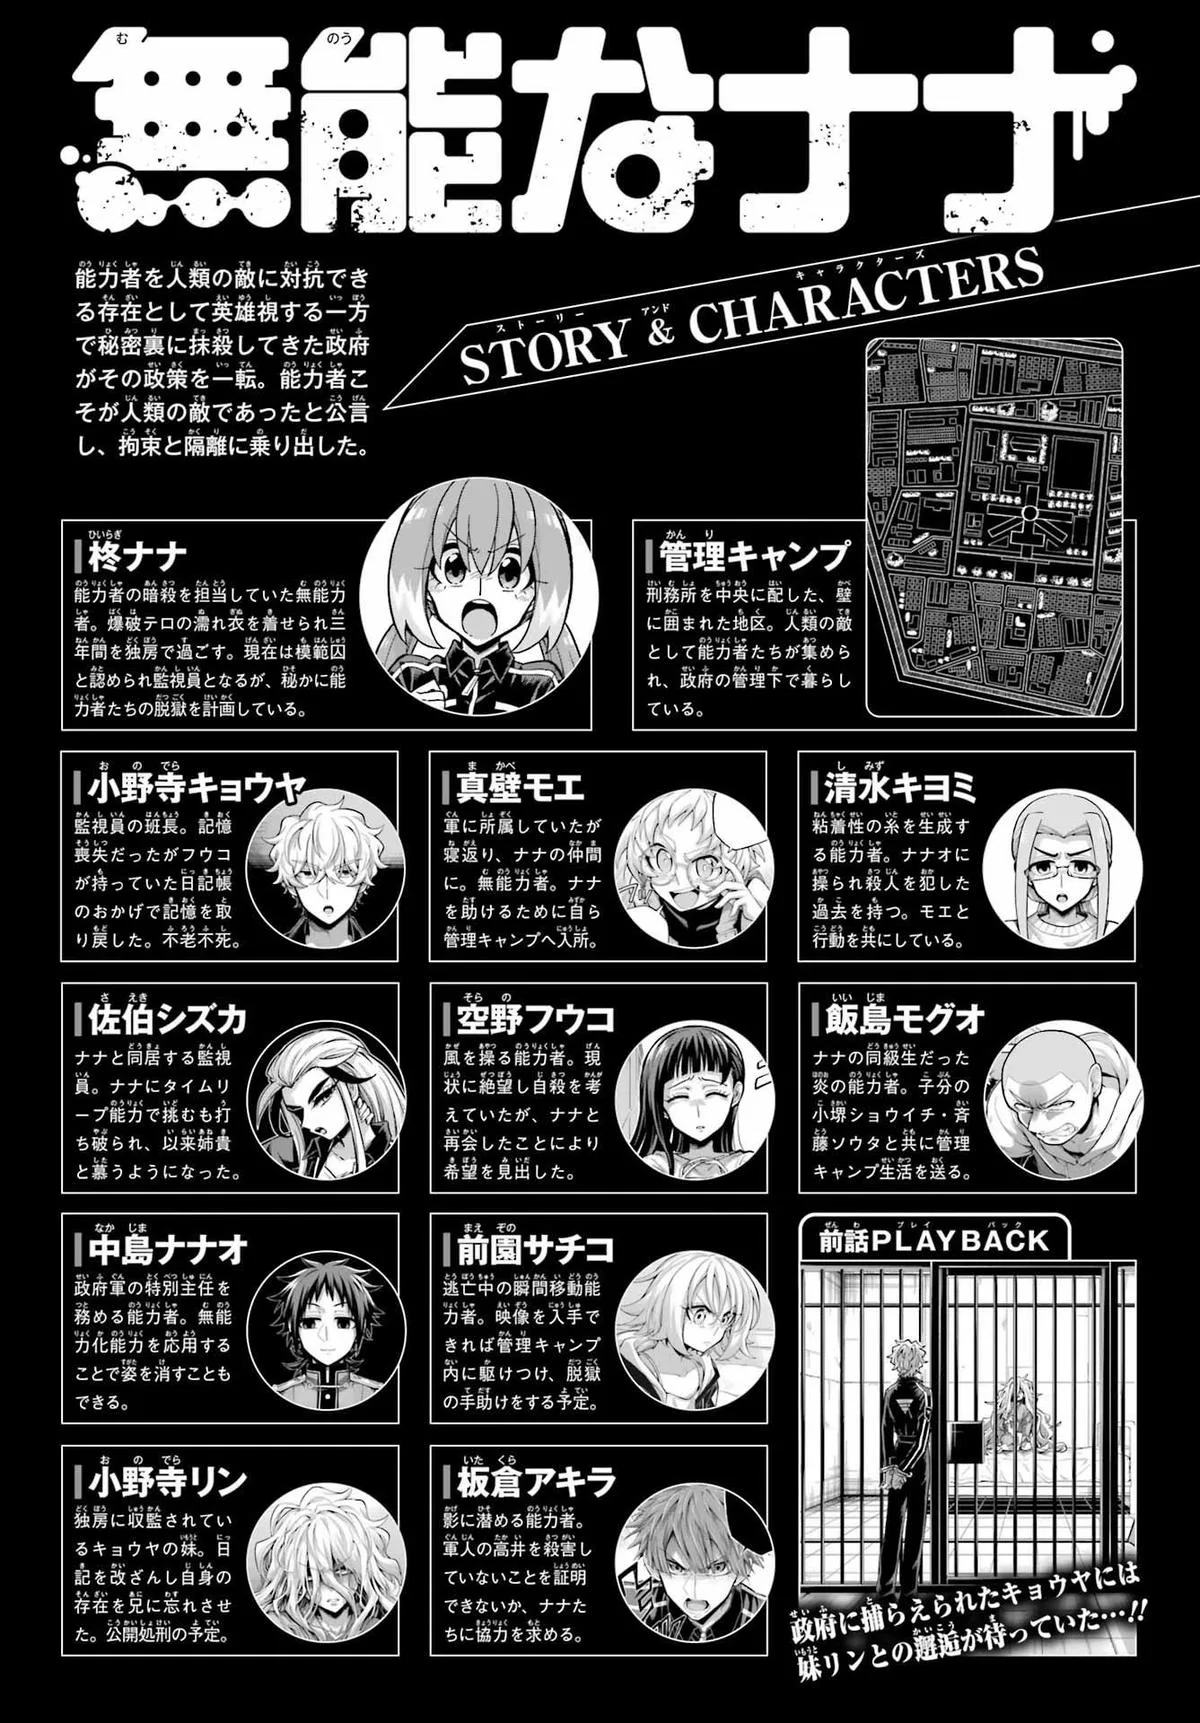 無能なナナ
STORY & CHARACTERS
能力者を人類の敵に対抗でき
る存在として英雄視する一方
で秘密裏に抹殺してきた政府
がその政策を一転。能力者こ
そが人類の敵であったと公言
し、拘束と隔離に乗り出した。
柊ナナ
能力者の暗殺を担当していた無能力
者。爆破テロの濡れ衣を着せられ三
年間を独房で過ごす。現在は模範囚
と認められ監視員となるが、秘かに能
力者たちの脱獄を計画している。
管理キャンプ
刑務所を中央に配した、壁
に囲まれた地区。人類の敵
として能力者たちが集めら
れ、政府の管理下で暮らし
ている。
小野寺キョウヤ
監視員の班長。記憶
喪失だったがフウコ
が持っていた日記帳
のおかげで記憶を取
り戻した。不老不死。
真壁モエ
軍に所属していたが
寝返り、ナナの仲間
に。無能力者。ナナ
を助けるために自ら
管理キャンプへ入所。
清水キヨミ
粘着性の糸を生成す
る能力者。ナナオに
操られ殺人を犯した
過去を持つ。モエと
行動を共にしている。
佐伯シズカ
ナナと同居する監視
員。ナナにタイムリ
ープ能力で挑むも打
ち破られ、以来姉貴
と慕うようになった。
空野フウコ
風を操る能力者。現
状に絶望し自殺を考
えていたが、ナナと
再会したことにより
希望を見出した。
飯島モグオ
ナナの同級生だった
炎の能力者。子分の
小堺ショウイチ・斉
藤ソウタと共に管理
キャンプ生活を送る。
中島ナナオ
政府軍の特別主任を
務める能力者。無能
力化能力を応用する
ことで姿を消すことも
できる。
前園サチコ
逃亡中の瞬間移動能
力者。映像を入手で
きれば管理キャンプ
内に駆けつけ、脱獄
の手助けをする予定。
前話PLAYBACK
政府に捕らえられたキョウヤには
妹リンとの邂逅が待っていた…!!
小野寺リン
独房に収監されてい
るキョウヤの妹。日
記を改ざんし自身の
存在を兄に忘れさせ
た。公開処刑の予定。
板倉アキラ
影に潜める能力者。
軍人の高井を殺害し
ていないことを証明
できないか、ナナた
ちに協力を求める。